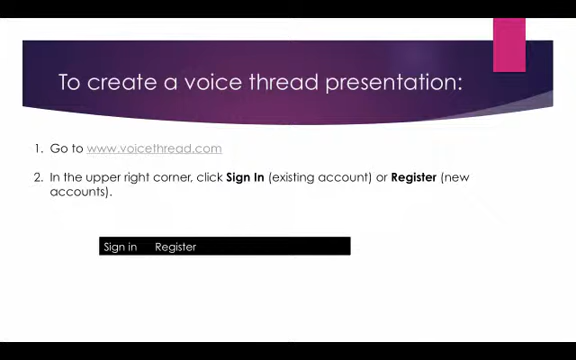 To create a voice thread presentation:
1. Go to www.voicethread.com
2. In the upper right corner, click Sign In (existing account) or Register (new
accounts).
Sign in Register